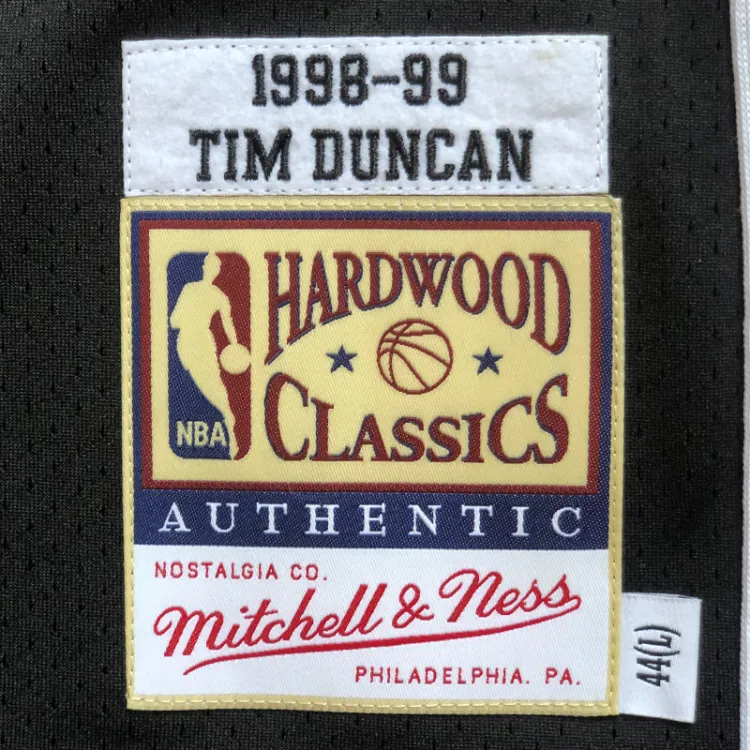 1998-99
TIM DUNCAN
HARDWOOD
CLASSICS
NBA
AUTHENTIC
NOSTALGIA CO.
Mitchell & Ness
PHILADELPHIA. PA.
44(L)